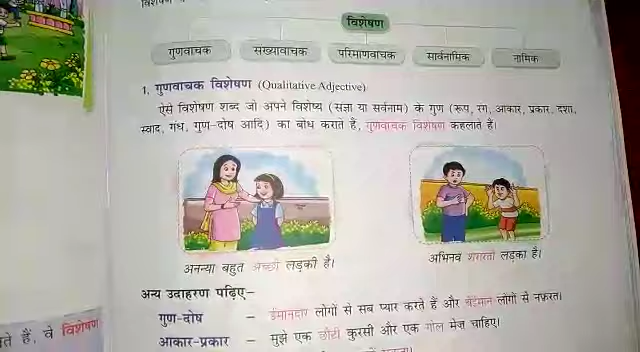 विशेषण
गुणवाचक
संख्यावाचक
परिमाणवाचक
सार्वनामिक
नामिक
1. गुणवाचक विशेषण (Qualitative Adjective)
ऐसे विशेषण शब्द जो अपने विशेष्य (संज्ञा या सर्वनाम) के गुण (रूप, रंग, आकार, प्रकार, दशा,
स्वाद, गंध, गुण-दोष आदि) का बोध कराते हैं, गुणवाचक विशेषण कहलाते हैं।
अनन्या बहुत अच्छी लड़की है।
अभिनव शरारती लड़का है।
अन्य उदाहरण पढ़िए–
गुण-दोष – ईमानदार लोगों से सब प्यार करते हैं और बेईमान लोगों से नफ़रत।
आकार-प्रकार – मुझे एक छोटी कुरसी और एक गोल मेज़ चाहिए।
ते हैं, वे विशेषण